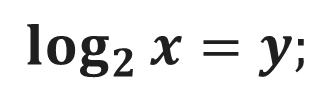 log₂ x = y;